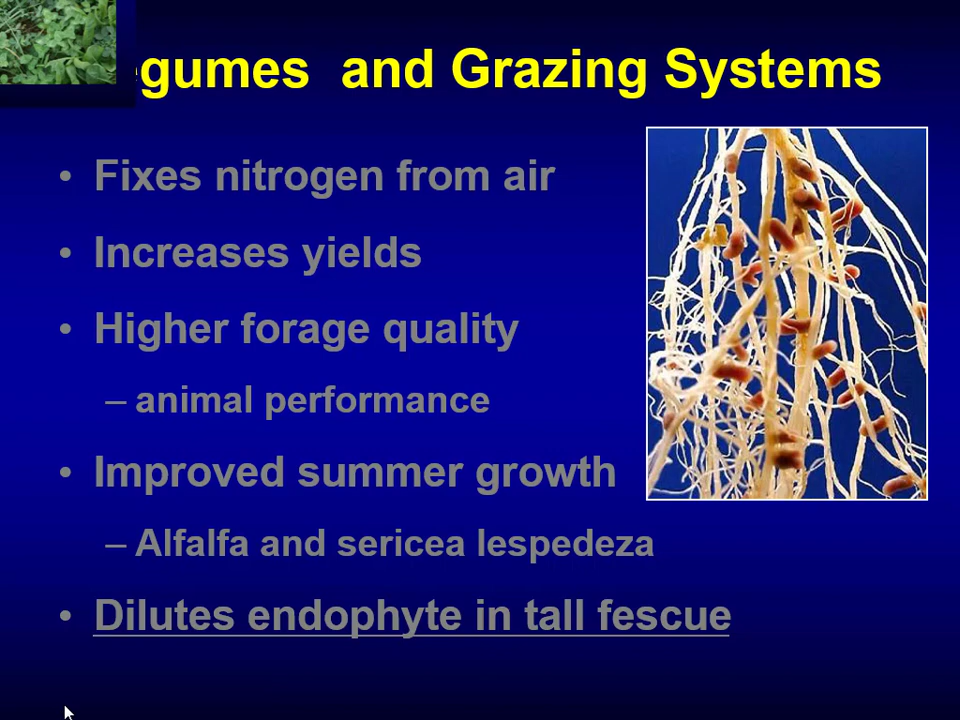 egumes and Grazing Systems
• Fixes nitrogen from air
• Increases yields
• Higher forage quality
– animal performance
• Improved summer growth
– Alfalfa and sericea lespedeza
• Dilutes endophyte in tall fescue